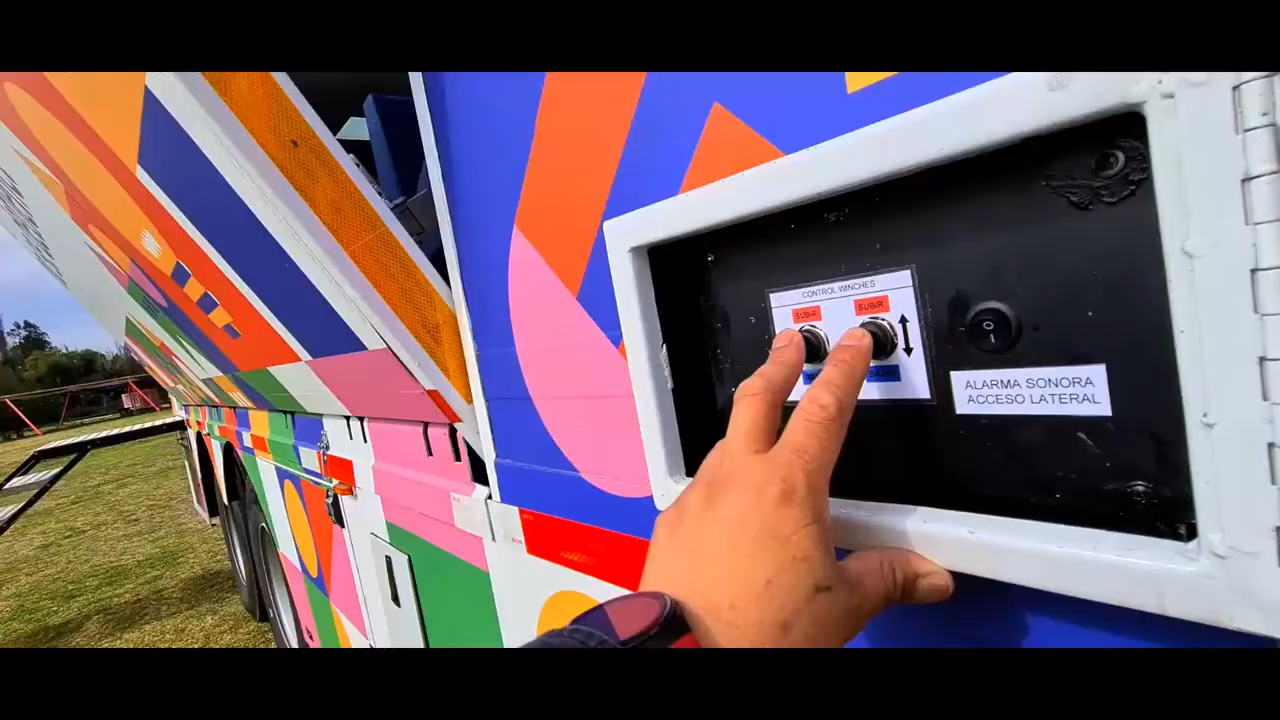 CONTROL WINCHES
SUBIR SUBIR
ALARMA SONORA
ACCESO LATERAL